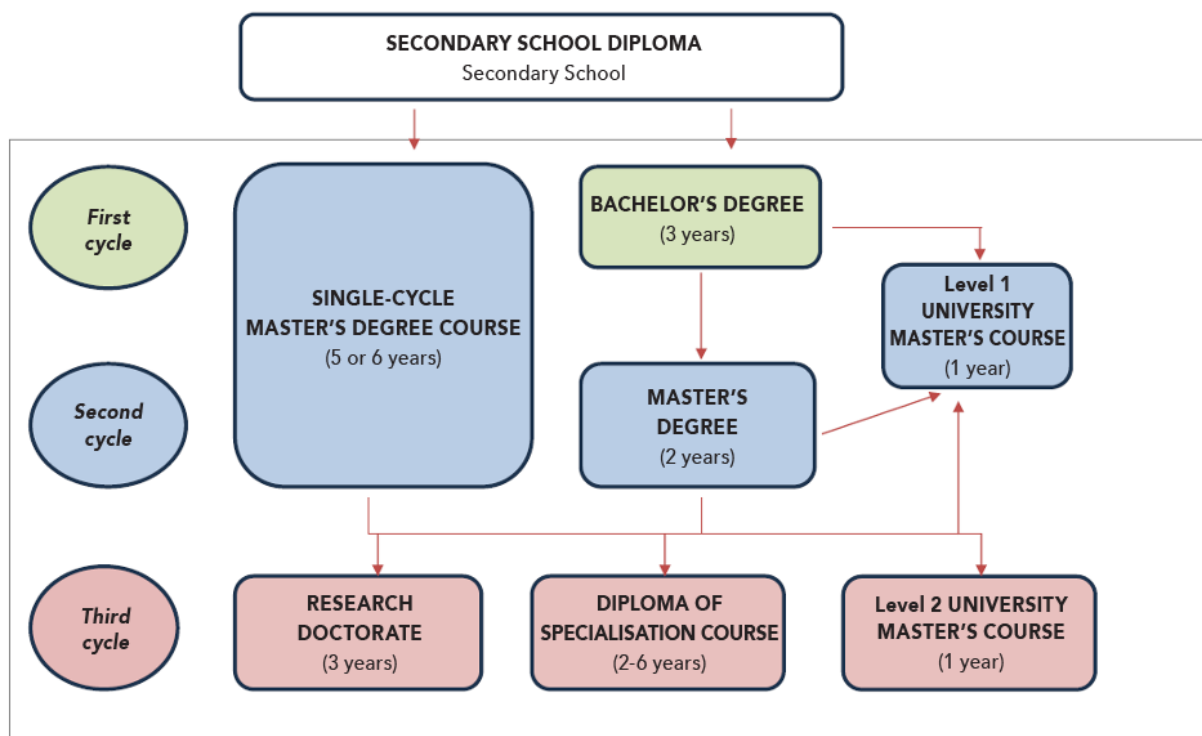 SECONDARY SCHOOL DIPLOMA
Secondary School
First
cycle
BACHELOR'S DEGREE
(3 years)
Level 1
UNIVERSITY
MASTER'S COURSE
(1 year)
SINGLE-CYCLE
MASTER'S DEGREE COURSE
(5 or 6 years)
Second
cycle
MASTER'S
DEGREE
(2 years)
Third
cycle
RESEARCH
DOCTORATE
(3 years)
DIPLOMA OF
SPECIALISATION COURSE
(2-6 years)
Level 2 UNIVERSITY
MASTER'S COURSE
(1 year)